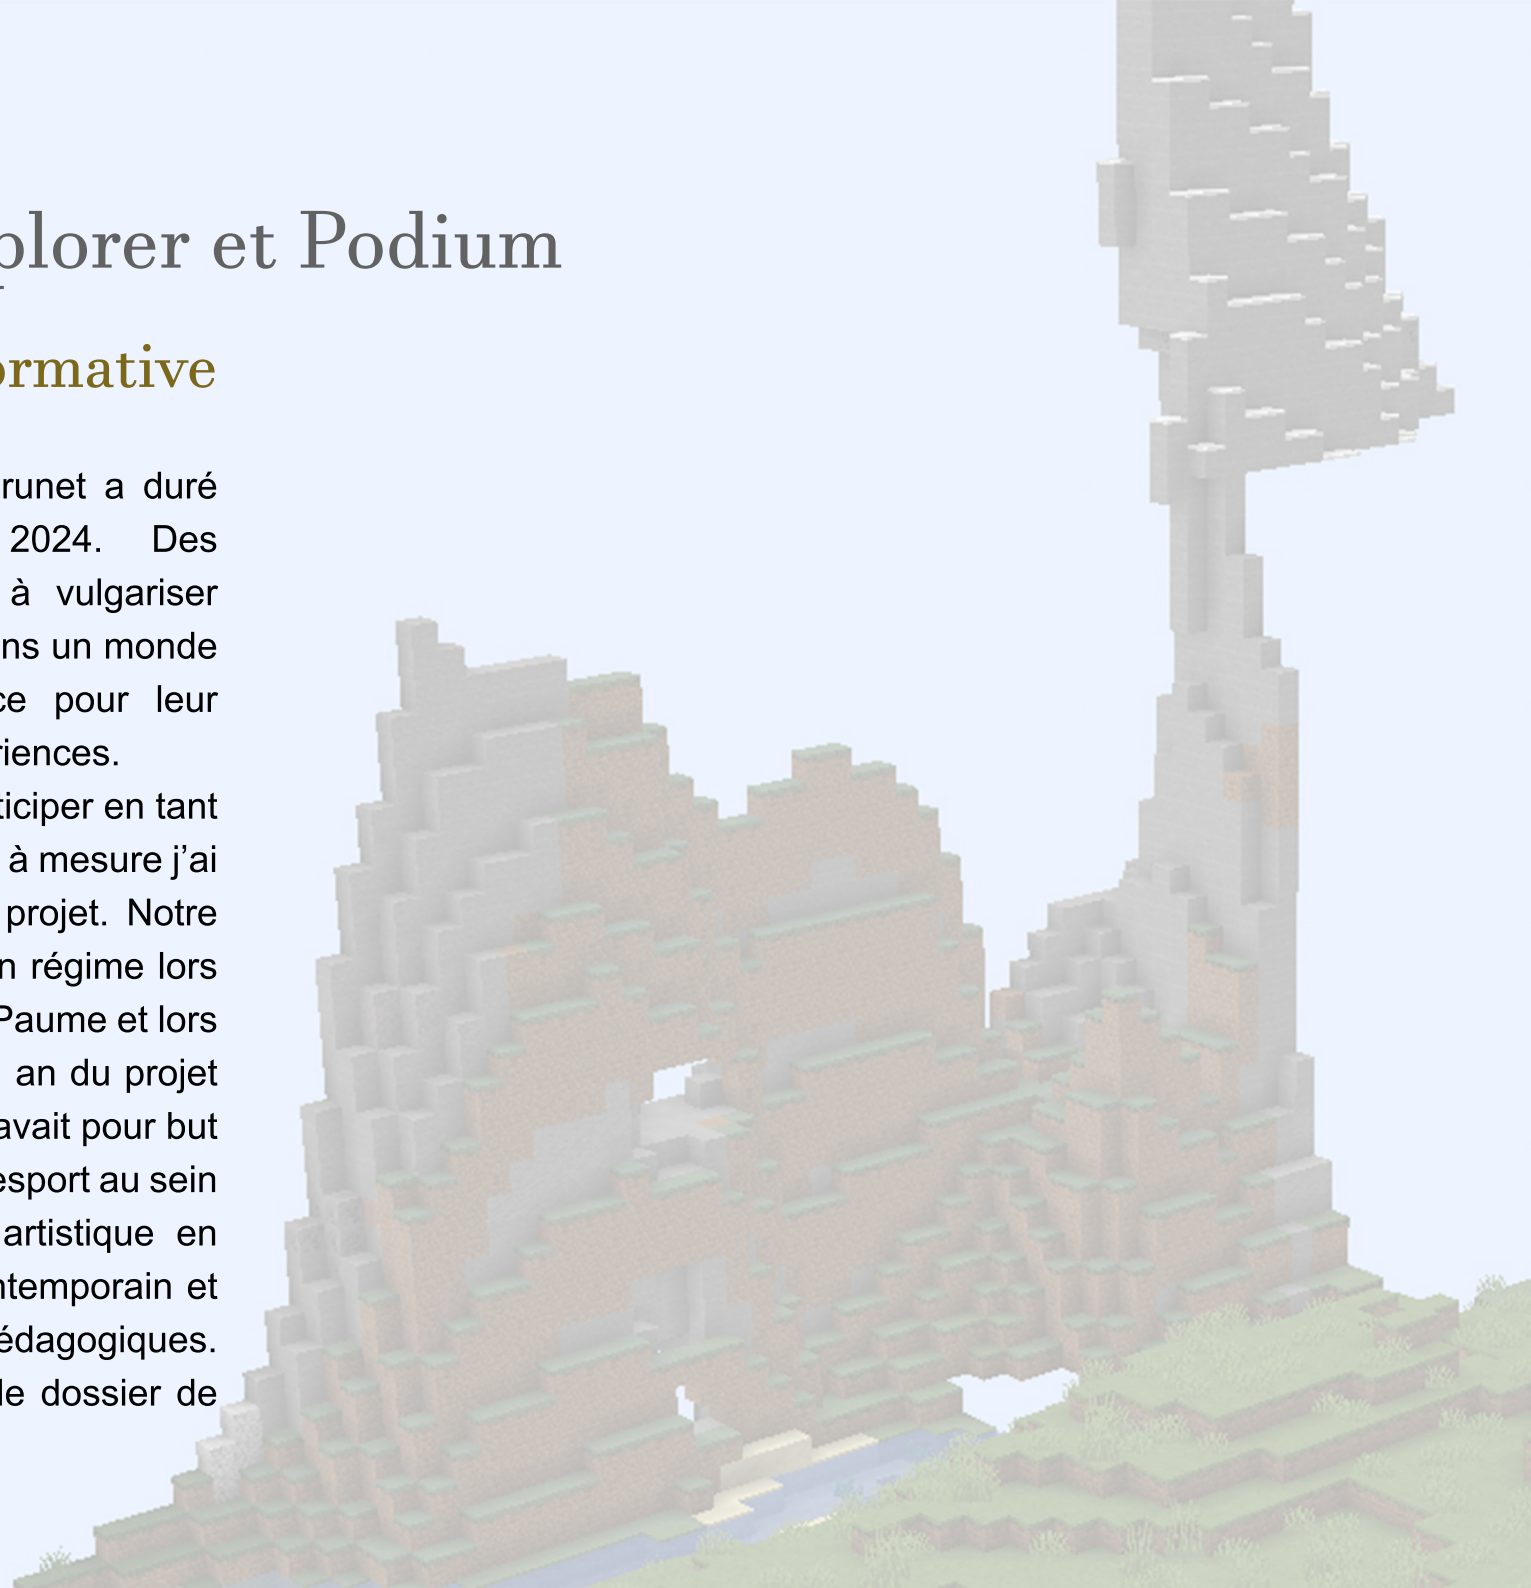 plorer et Podium
ormative
runet a duré
2024. Des
à vulgariser
ns un monde
ce pour leur
riences.
ticiper en tant
à mesure j’ai
projet. Notre
n régime lors
Paume et lors
an du projet
avait pour but
esport au sein
artistique en
ntemporain et
édagogiques.
le dossier de